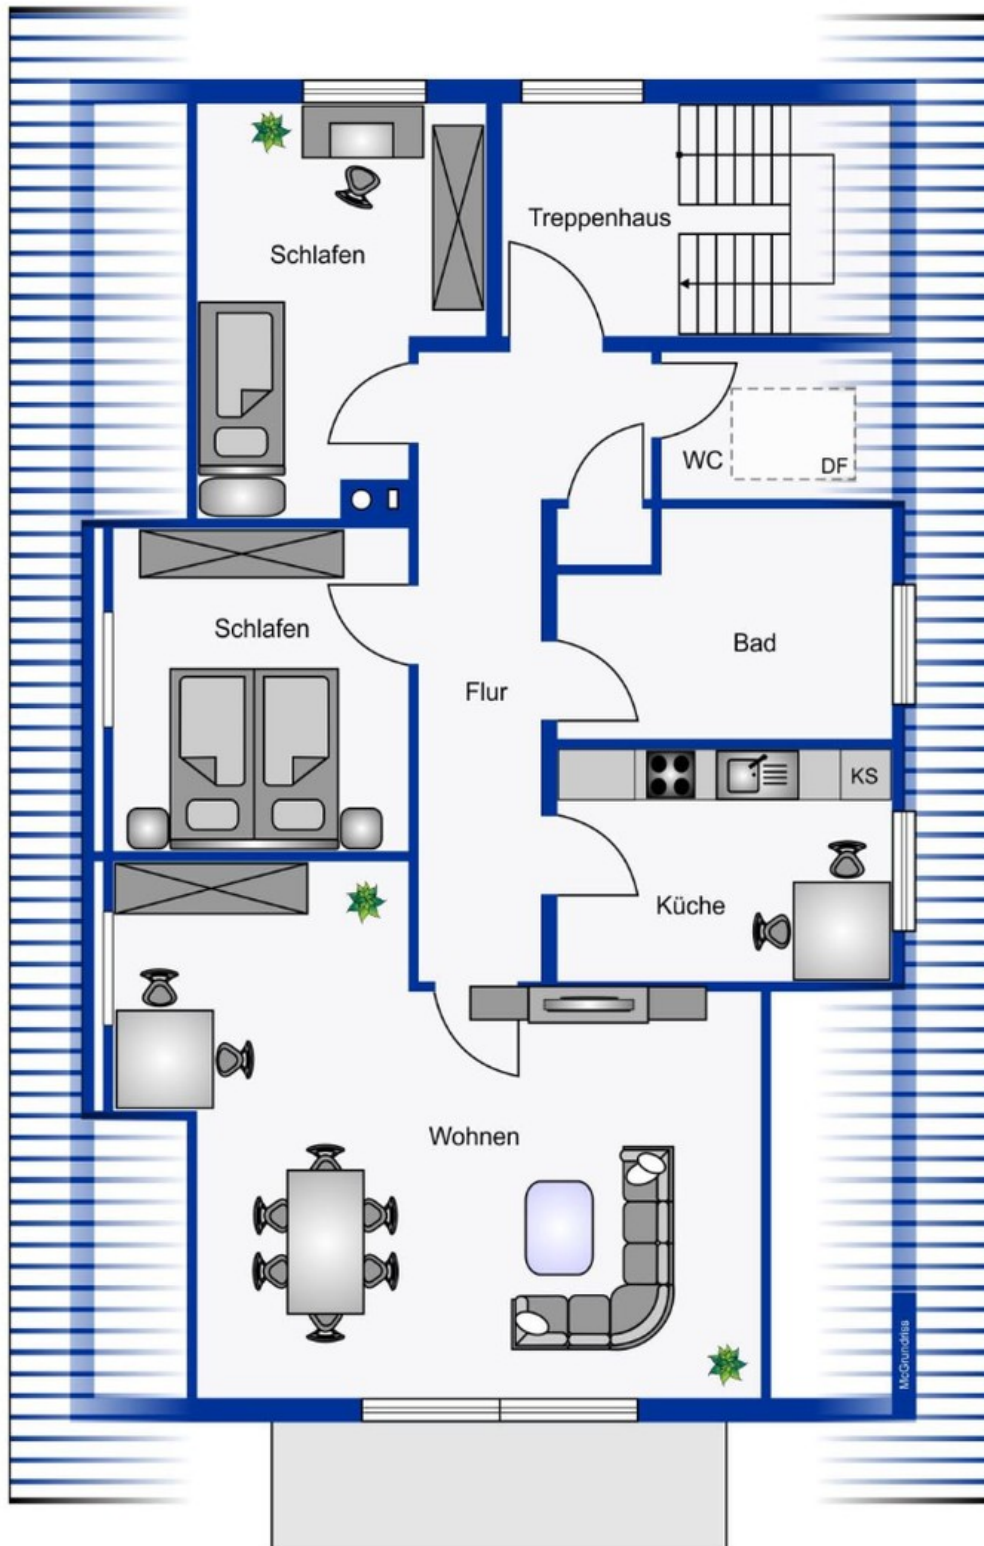 Treppenhaus
Schlafen
WC
DF
Schlafen
Bad
Flur
KS
Küche
Wohnen
McGrundriss